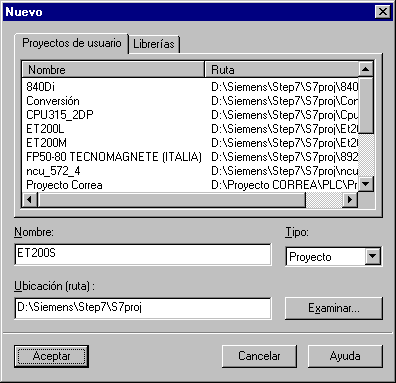 Nuevo
Proyectos de usuario Librerías
Nombre Ruta
840Di D:\Siemens\Step7\S7proj\840
Conversión D:\Siemens\Step7\S7proj\Con
CPU315_2DP D:\Siemens\Step7\S7proj\Cpu
ET200L D:\Siemens\Step7\S7proj\Et20
ET200M D:\Siemens\Step7\S7proj\Et20
FP50-80 TECNOMAGNETE (ITALIA) D:\Siemens\Step7\S7proj\892
ncu_572_4 D:\Siemens\Step7\S7proj\ncu
Proyecto Correa D:\Proyecto CORREA\PLC\Pr
Nombre: Tipo:
ET200S Proyecto
Ubicación (ruta) :
D:\Siemens\Step7\S7proj Examinar...
Aceptar Cancelar Ayuda